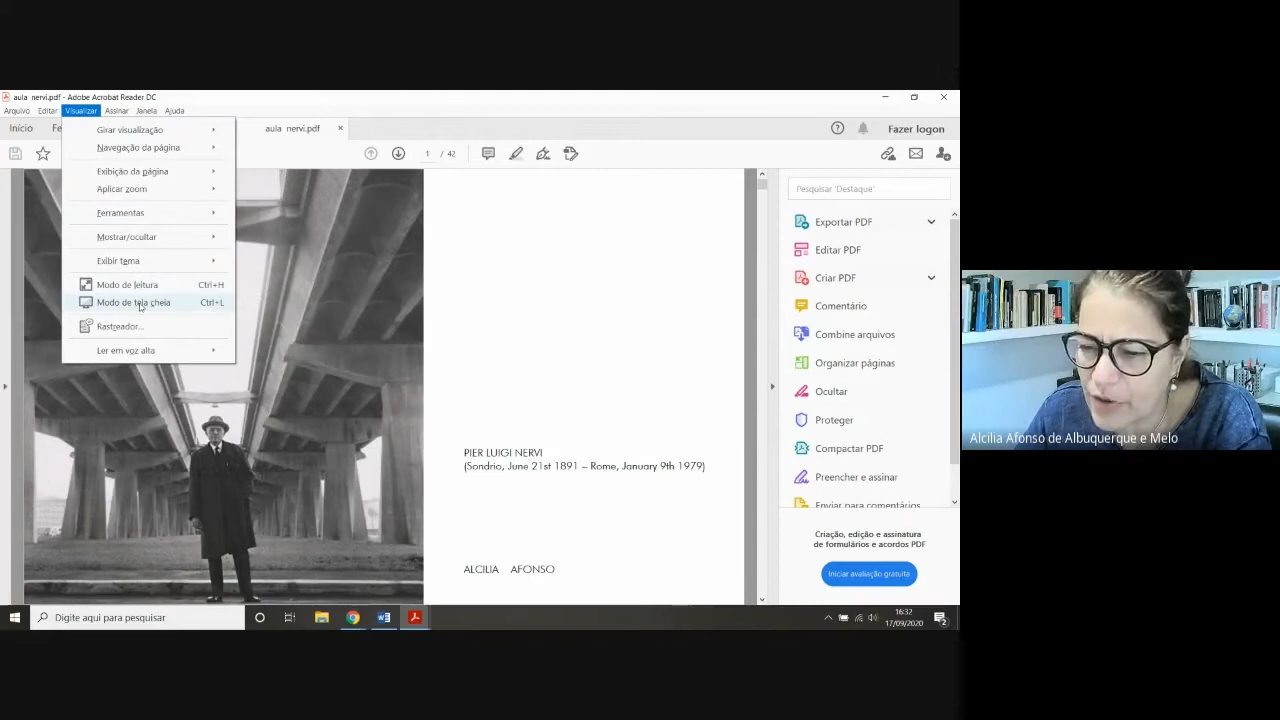 aula nervi.pdf - Adobe Acrobat Reader DC
Arquivo Editar Visualizar Assinar Janela Ajuda
Início Fe aula nervi.pdf × Fazer logon
1 / 42
Girar visualização
Navegação da página
Exibição da página
Aplicar zoom
Ferramentas
Mostrar/ocultar
Exibir tema
Modo de leitura Ctrl+H
Modo de tela cheia Ctrl+L
Rastreador...
Ler em voz alta
PIER LUIGI NERVI
(Sondrio, June 21st 1891 – Rome, January 9th 1979)
ALCILIA AFONSO
Pesquisar 'Destaque'
Exportar PDF
Editar PDF
Criar PDF
Comentário
Combine arquivos
Organizar páginas
Ocultar
Proteger
Compactar PDF
Preencher e assinar
Enviar para comentários
Criação, edição e assinatura
de formulários e acordos PDF
Iniciar avaliação gratuita
Digite aqui para pesquisar
16:32
17/09/2020
2
Alcilia Afonso de Albuquerque e Melo